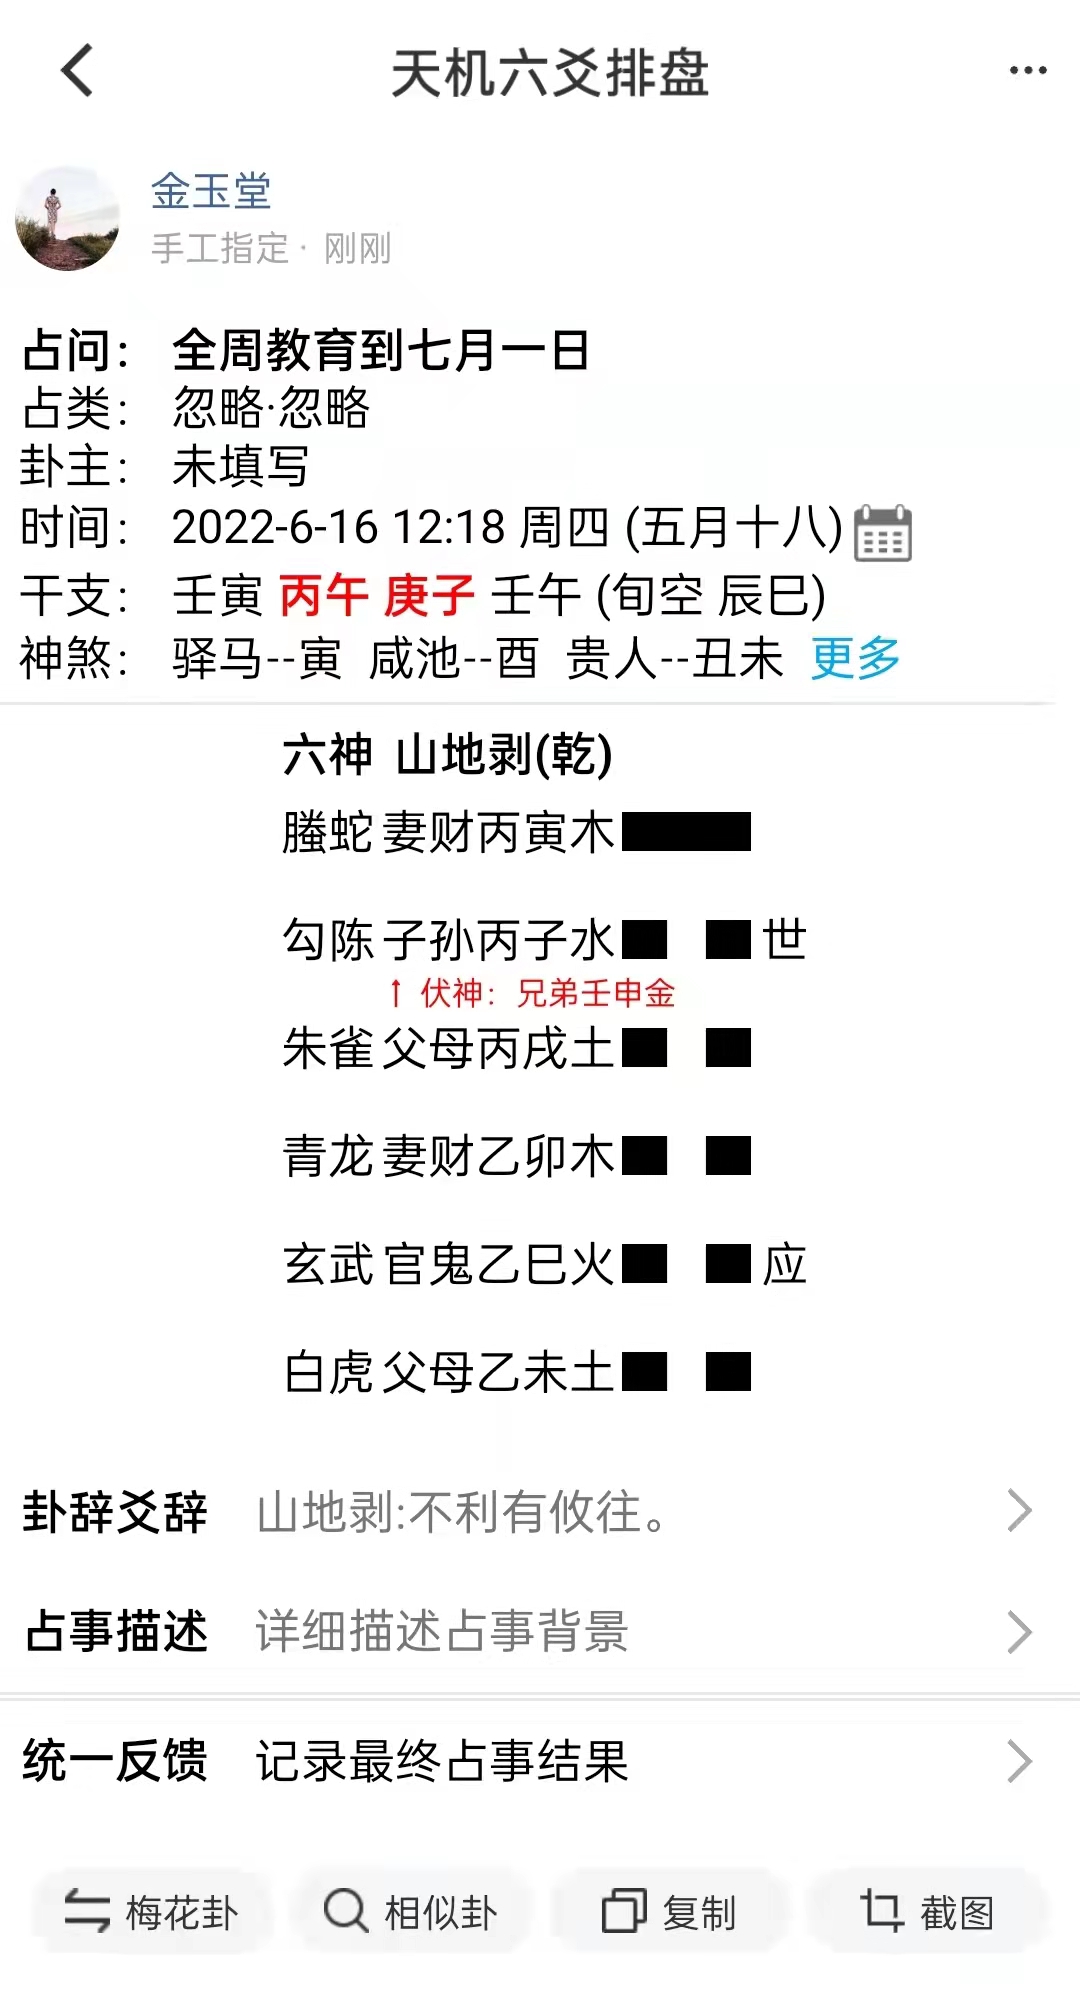 天机六爻排盘
金玉堂
手工指定· 刚刚
占问： 全周教育到七月一日
占类： 忽略·忽略
卦主： 未填写
时间： 2022-6-16 12:18 周四 (五月十八)
干支： 壬寅 丙午 庚子 壬午 (旬空 辰巳)
神煞： 驿马--寅 咸池--酉 贵人--丑未 更多
六神 山地剥(乾)
螣蛇 妻财丙寅木
勾陈 子孙丙子水 世
↑ 伏神：兄弟壬申金
朱雀 父母丙戌土
青龙 妻财乙卯木
玄武 官鬼乙巳火 应
白虎 父母乙未土
卦辞爻辞 山地剥:不利有攸往。
占事描述 详细描述占事背景
统一反馈 记录最终占事结果
梅花卦 相似卦 复制 截图